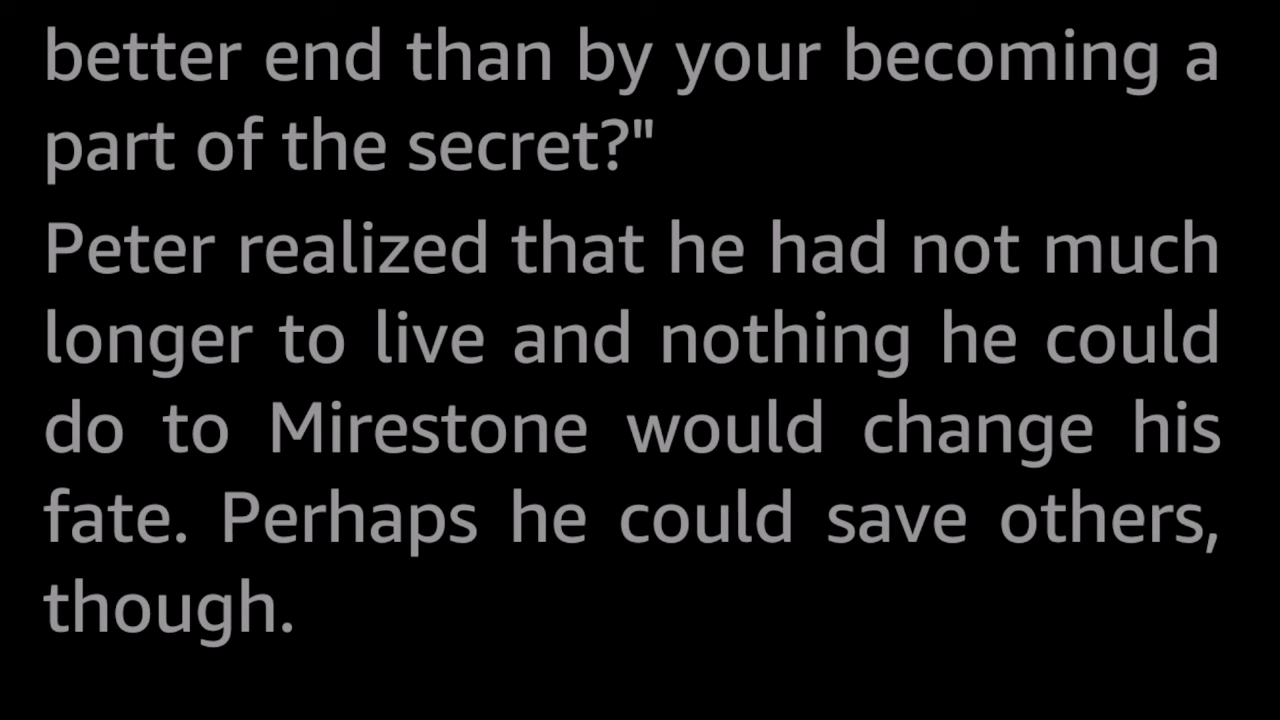 better end than by your becoming a
part of the secret?"
Peter realized that he had not much
longer to live and nothing he could
do to Mirestone would change his
fate. Perhaps he could save others,
though.